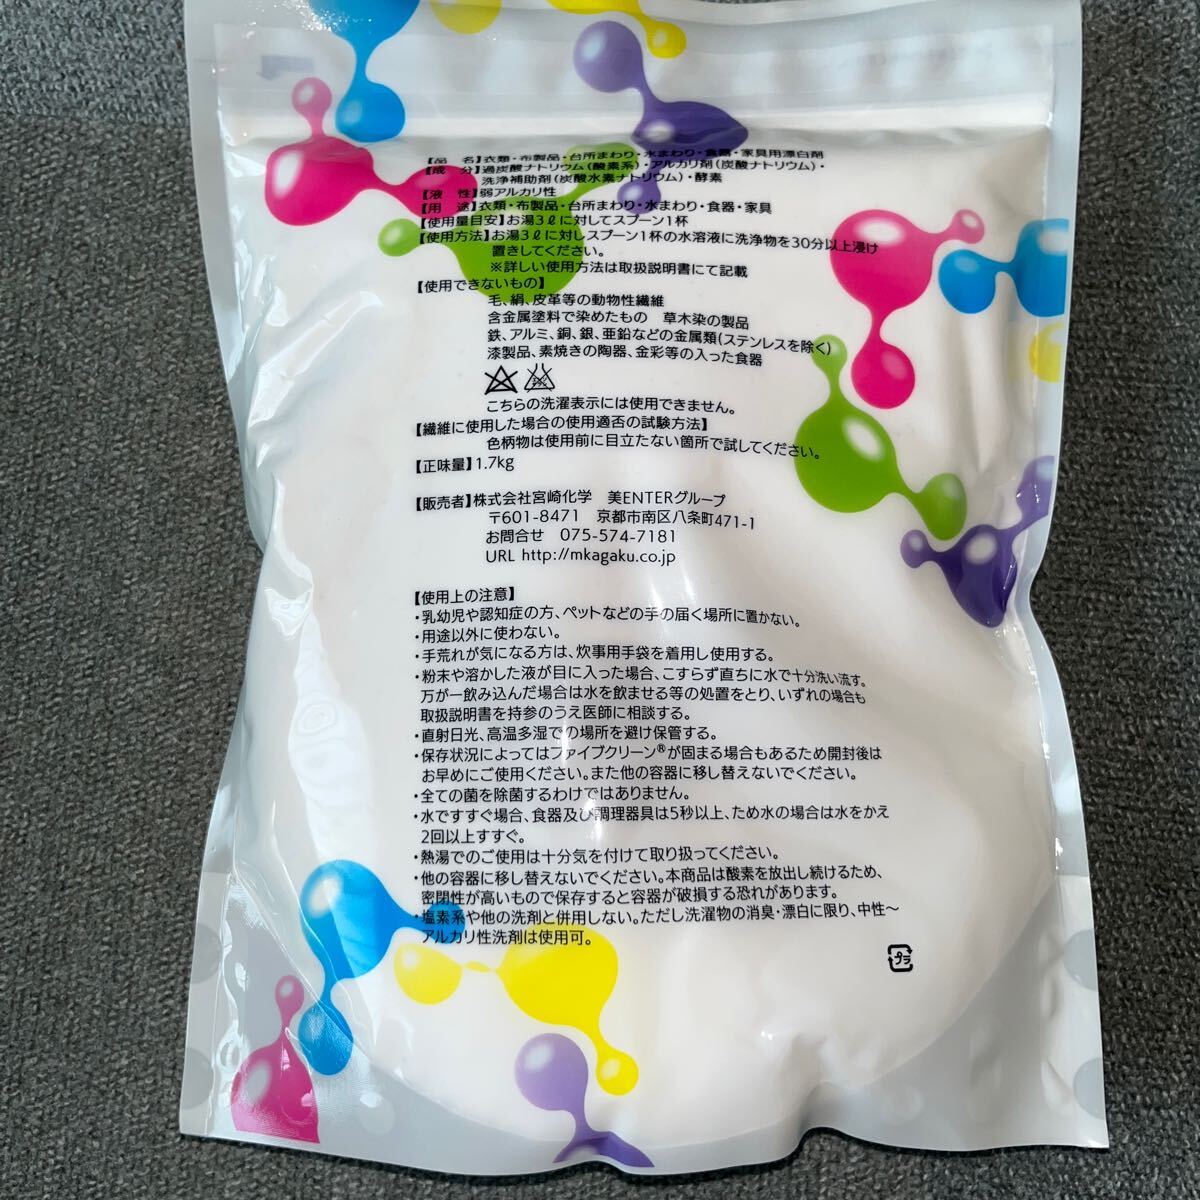 【品　名】衣類・布製品・台所まわり・水まわり・食器・家具用漂白剤
【成　分】過炭酸ナトリウム(酸素系)・アルカリ剤(炭酸ナトリウム)・
洗浄補助剤(炭酸水素ナトリウム)・酵素
【液　性】弱アルカリ性
【用　途】衣類・布製品・台所まわり・水まわり・食器・家具
【使用量目安】お湯3ℓに対してスプーン1杯
【使用方法】お湯3ℓに対しスプーン1杯の水溶液に洗浄物を30分以上浸け
置きしてください。
※詳しい使用方法は取扱説明書にて記載
【使用できないもの】
毛、絹、皮革等の動物性繊維
含金属塗料で染めたもの　草木染の製品
鉄、アルミ、銅、銀、亜鉛などの金属類(ステンレスを除く)
漆製品、素焼きの陶器、金彩等の入った食器
こちらの洗濯表示には使用できません。
【繊維に使用した場合の使用適否の試験方法】
色柄物は使用前に目立たない箇所で試してください。
【正味量】1.7kg
【販売者】株式会社宮崎化学　美ENTERグループ
〒601-8471　京都市南区八条町471-1
お問合せ　075-574-7181
URL http://mkagaku.co.jp
【使用上の注意】
・乳幼児や認知症の方、ペットなどの手の届く場所に置かない。
・用途以外に使わない。
・手荒れが気になる方は、炊事用手袋を着用し使用する。
・粉末や溶かした液が目に入った場合、こすらず直ちに水で十分洗い流す。
万が一飲み込んだ場合は水を飲ませる等の処置をとり、いずれの場合も
取扱説明書を持参のうえ医師に相談する。
・直射日光、高温多湿での場所を避け保管する。
・保存状況によってはファイブクリーン®が固まる場合もあるため開封後は
お早めにご使用ください。また他の容器に移し替えないでください。
・全ての菌を除菌するわけではありません。
・水ですすぐ場合、食器及び調理器具は5秒以上、ため水の場合は水をかえ
2回以上すすぐ。
・熱湯でのご使用は十分気を付けて取り扱ってください。
・他の容器に移し替えないでください。本商品は酸素を放出し続けるため、
密閉性が高いもので保存すると容器が破損する恐れがあります。
・塩素系や他の洗剤と併用しない。ただし洗濯物の消臭・漂白に限り、中性〜
アルカリ性洗剤は使用可。
プラ